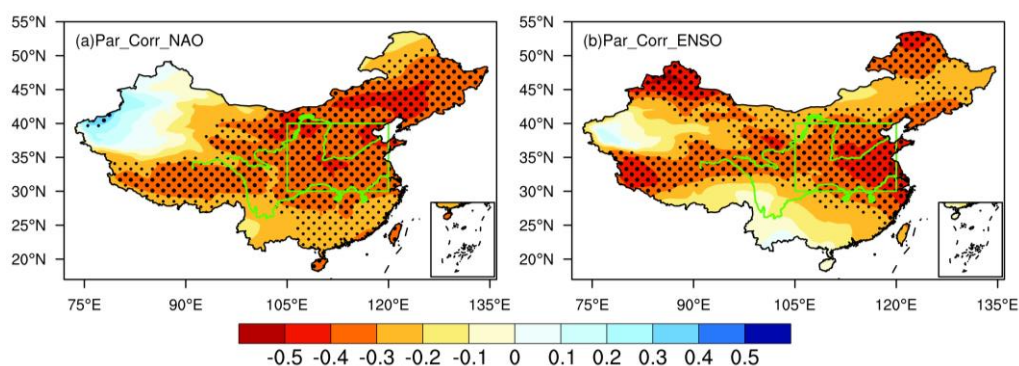 55°N
50°N
45°N
40°N
35°N
30°N
25°N
20°N
(a)Par_Corr_NAO
75°E 90°E 105°E 120°E 135°E
55°N
50°N
45°N
40°N
35°N
30°N
25°N
20°N
(b)Par_Corr_ENSO
75°E 90°E 105°E 120°E 135°E
-0.5 -0.4 -0.3 -0.2 -0.1 0 0.1 0.2 0.3 0.4 0.5